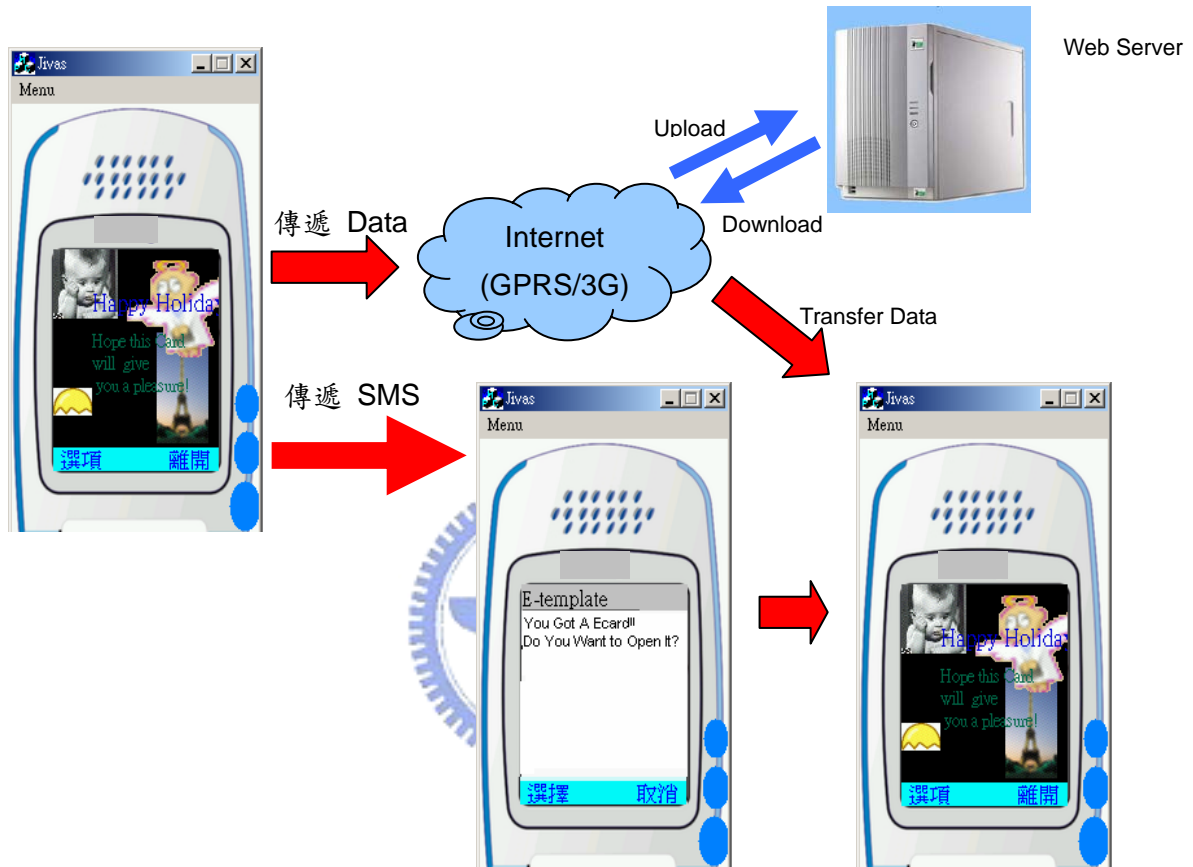 Web Server
Jivas
Menu
Upload
Download
傳遞 Data
Internet
(GPRS/3G)
Transfer Data
Happy Holiday
Hope this Card
will give
you a pleasure!
選項 離開
傳遞 SMS
Jivas
Menu
E-template
You Got A Ecard!!
Do You Want to Open It?
選擇 取消
Jivas
Menu
Happy Holiday
Hope this Card
will give
you a pleasure!
選項 離開